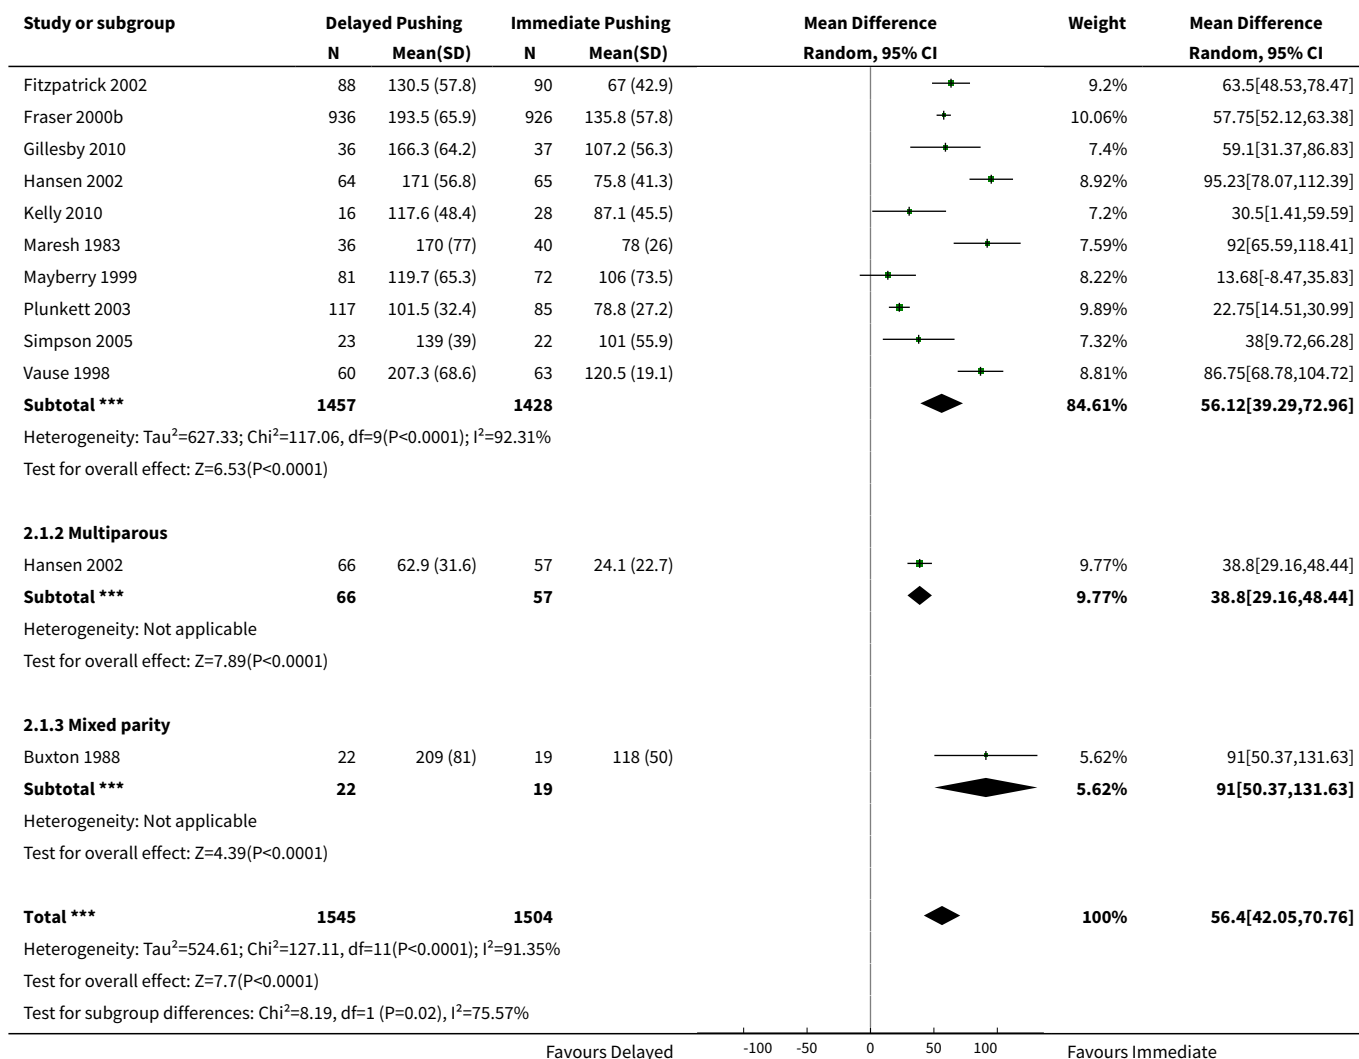 Study or subgroup Delayed Pushing Immediate Pushing Mean Difference Weight Mean Difference
N Mean(SD) N Mean(SD) Random, 95% CI Random, 95% CI
Fitzpatrick 2002 88 130.5 (57.8) 90 67 (42.9) 9.2% 63.5[48.53,78.47]
Fraser 2000b 936 193.5 (65.9) 926 135.8 (57.8) 10.06% 57.75[52.12,63.38]
Gillesby 2010 36 166.3 (64.2) 37 107.2 (56.3) 7.4% 59.1[31.37,86.83]
Hansen 2002 64 171 (56.8) 65 75.8 (41.3) 8.92% 95.23[78.07,112.39]
Kelly 2010 16 117.6 (48.4) 28 87.1 (45.5) 7.2% 30.5[1.41,59.59]
Maresh 1983 36 170 (77) 40 78 (26) 7.59% 92[65.59,118.41]
Mayberry 1999 81 119.7 (65.3) 72 106 (73.5) 8.22% 13.68[-8.47,35.83]
Plunkett 2003 117 101.5 (32.4) 85 78.8 (27.2) 9.89% 22.75[14.51,30.99]
Simpson 2005 23 139 (39) 22 101 (55.9) 7.32% 38[9.72,66.28]
Vause 1998 60 207.3 (68.6) 63 120.5 (19.1) 8.81% 86.75[68.78,104.72]
Subtotal *** 1457 1428 84.61% 56.12[39.29,72.96]
Heterogeneity: Tau²=627.33; Chi²=117.06, df=9(P<0.0001); I²=92.31%
Test for overall effect: Z=6.53(P<0.0001)
2.1.2 Multiparous
Hansen 2002 66 62.9 (31.6) 57 24.1 (22.7) 9.77% 38.8[29.16,48.44]
Subtotal *** 66 57 9.77% 38.8[29.16,48.44]
Heterogeneity: Not applicable
Test for overall effect: Z=7.89(P<0.0001)
2.1.3 Mixed parity
Buxton 1988 22 209 (81) 19 118 (50) 5.62% 91[50.37,131.63]
Subtotal *** 22 19 5.62% 91[50.37,131.63]
Heterogeneity: Not applicable
Test for overall effect: Z=4.39(P<0.0001)
Total *** 1545 1504 100% 56.4[42.05,70.76]
Heterogeneity: Tau²=524.61; Chi²=127.11, df=11(P<0.0001); I²=91.35%
Test for overall effect: Z=7.7(P<0.0001)
Test for subgroup differences: Chi²=8.19, df=1 (P=0.02), I²=75.57%
Favours Delayed -100 -50 0 50 100 Favours Immediate